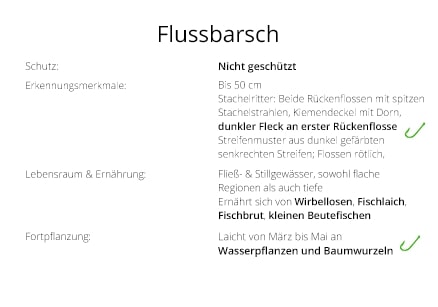 Flussbarsch
Schutz: Nicht geschützt
Erkennungsmerkmale: Bis 50 cm
Stachelritter: Beide Rückenflossen mit spitzen
Stachelstrahlen, Kiemendeckel mit Dorn,
dunkler Fleck an erster Rückenflosse
Streifenmuster aus dunkel gefärbten
senkrechten Streifen; Flossen rötlich,
Lebensraum & Ernährung: Fließ- & Stillgewässer, sowohl flache
Regionen als auch tiefe
Ernährt sich von Wirbellosen, Fischlaich,
Fischbrut, kleinen Beutefischen
Fortpflanzung: Laicht von März bis Mai an
Wasserpflanzen und Baumwurzeln